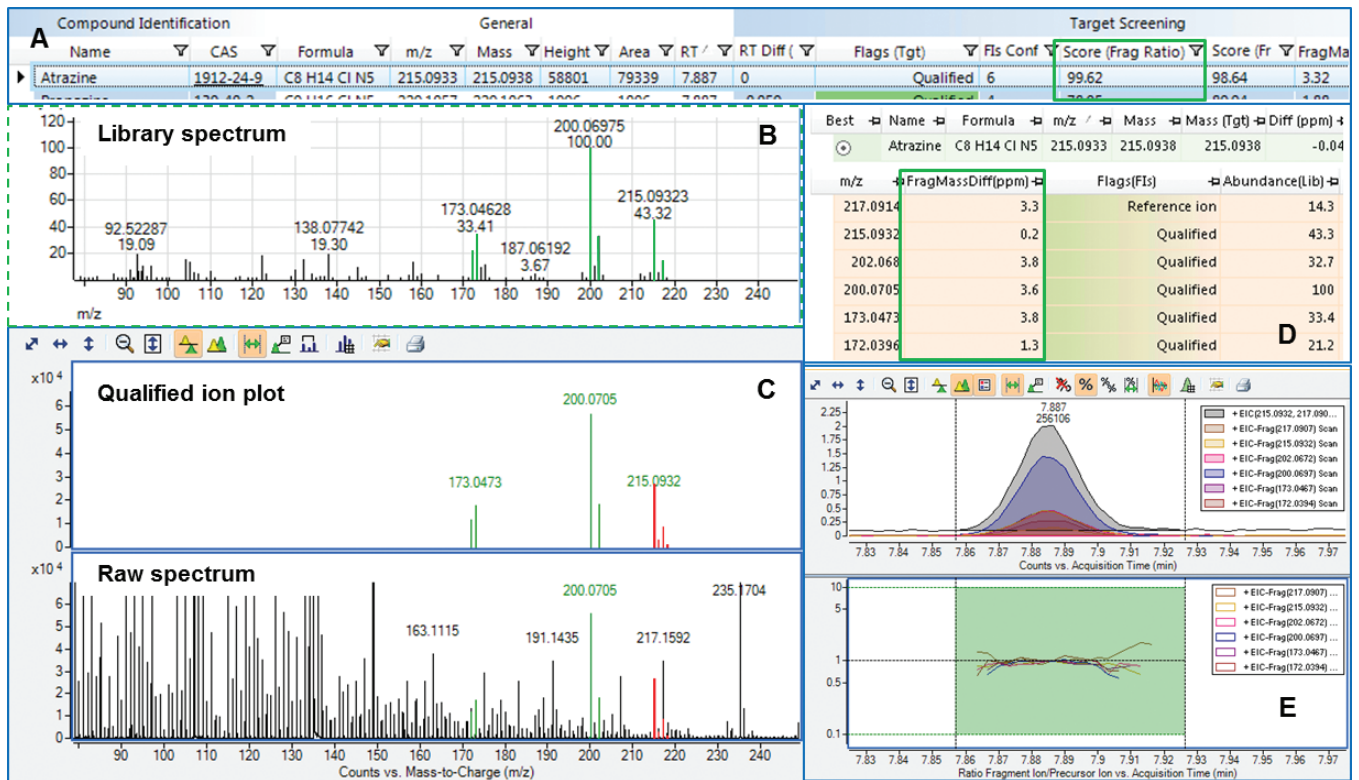 A
Compound Identification General Target Screening
Name CAS Formula m/z Mass Height Area RT RT Diff ( Flags (Tgt) FIs Conf Score (Frag Ratio) Score (Fr FragMa
Atrazine 1912-24-9 C8 H14 Cl N5 215.0933 215.0938 58801 79339 7.887 0 Qualified 6 99.62 98.64 3.32
Library spectrum
B
120
100
80
60
40
20
200.06975
100.00
215.09323
43.32
173.04628
33.41
92.52287
19.09
138.07742
19.30
187.06192
3.67
90 100 110 120 130 140 150 160 170 180 190 200 210 220 230 240
m/z
Best Name Formula m/z Mass Mass (Tgt) Diff (ppm)
Atrazine C8 H14 Cl N5 215.0933 215.0938 215.0938 -0.04
m/z FragMassDiff(ppm) Flags(FIs) Abundance(Lib)
217.0914 3.3 Reference ion 14.3
215.0932 0.2 Qualified 43.3
202.068 3.8 Qualified 32.7
200.0705 3.6 Qualified 100
173.0473 3.8 Qualified 33.4
172.0396 1.3 Qualified 21.2
D
x10 4
Qualified ion plot
C
6
5
4
3
2
1
0
200.0705
173.0473
215.0932
x10 4
Raw spectrum
6
5
4
3
2
1
0
200.0705
235.1704
163.1115
191.1435
217.1592
90 100 110 120 130 140 150 160 170 180 190 200 210 220 230 240
Counts vs. Mass-to-Charge (m/z)
7.887
256106
2.25
2
1.75
1.5
1.25
1
0.75
0.5
0.25
0
+ EIC(215.0932, 217.090...
+ EIC-Frag(217.0907) Scan
+ EIC-Frag(215.0932) Scan
+ EIC-Frag(202.0672) Scan
+ EIC-Frag(200.0697) Scan
+ EIC-Frag(173.0467) Scan
+ EIC-Frag(172.0394) Scan
7.83 7.84 7.85 7.86 7.87 7.88 7.89 7.9 7.91 7.92 7.93 7.94 7.95 7.96 7.97
Counts vs. Acquisition Time (min)
10
5
1
0.5
0.1
+ EIC-Frag(217.0907) ...
+ EIC-Frag(215.0932) ...
+ EIC-Frag(202.0672) ...
+ EIC-Frag(200.0697) ...
+ EIC-Frag(173.0467) ...
+ EIC-Frag(172.0394) ...
E
7.83 7.84 7.85 7.86 7.87 7.88 7.89 7.9 7.91 7.92 7.93 7.94 7.95 7.96 7.97
Ratio Fragment Ion/Precursor Ion vs. Acquisition Time (min)